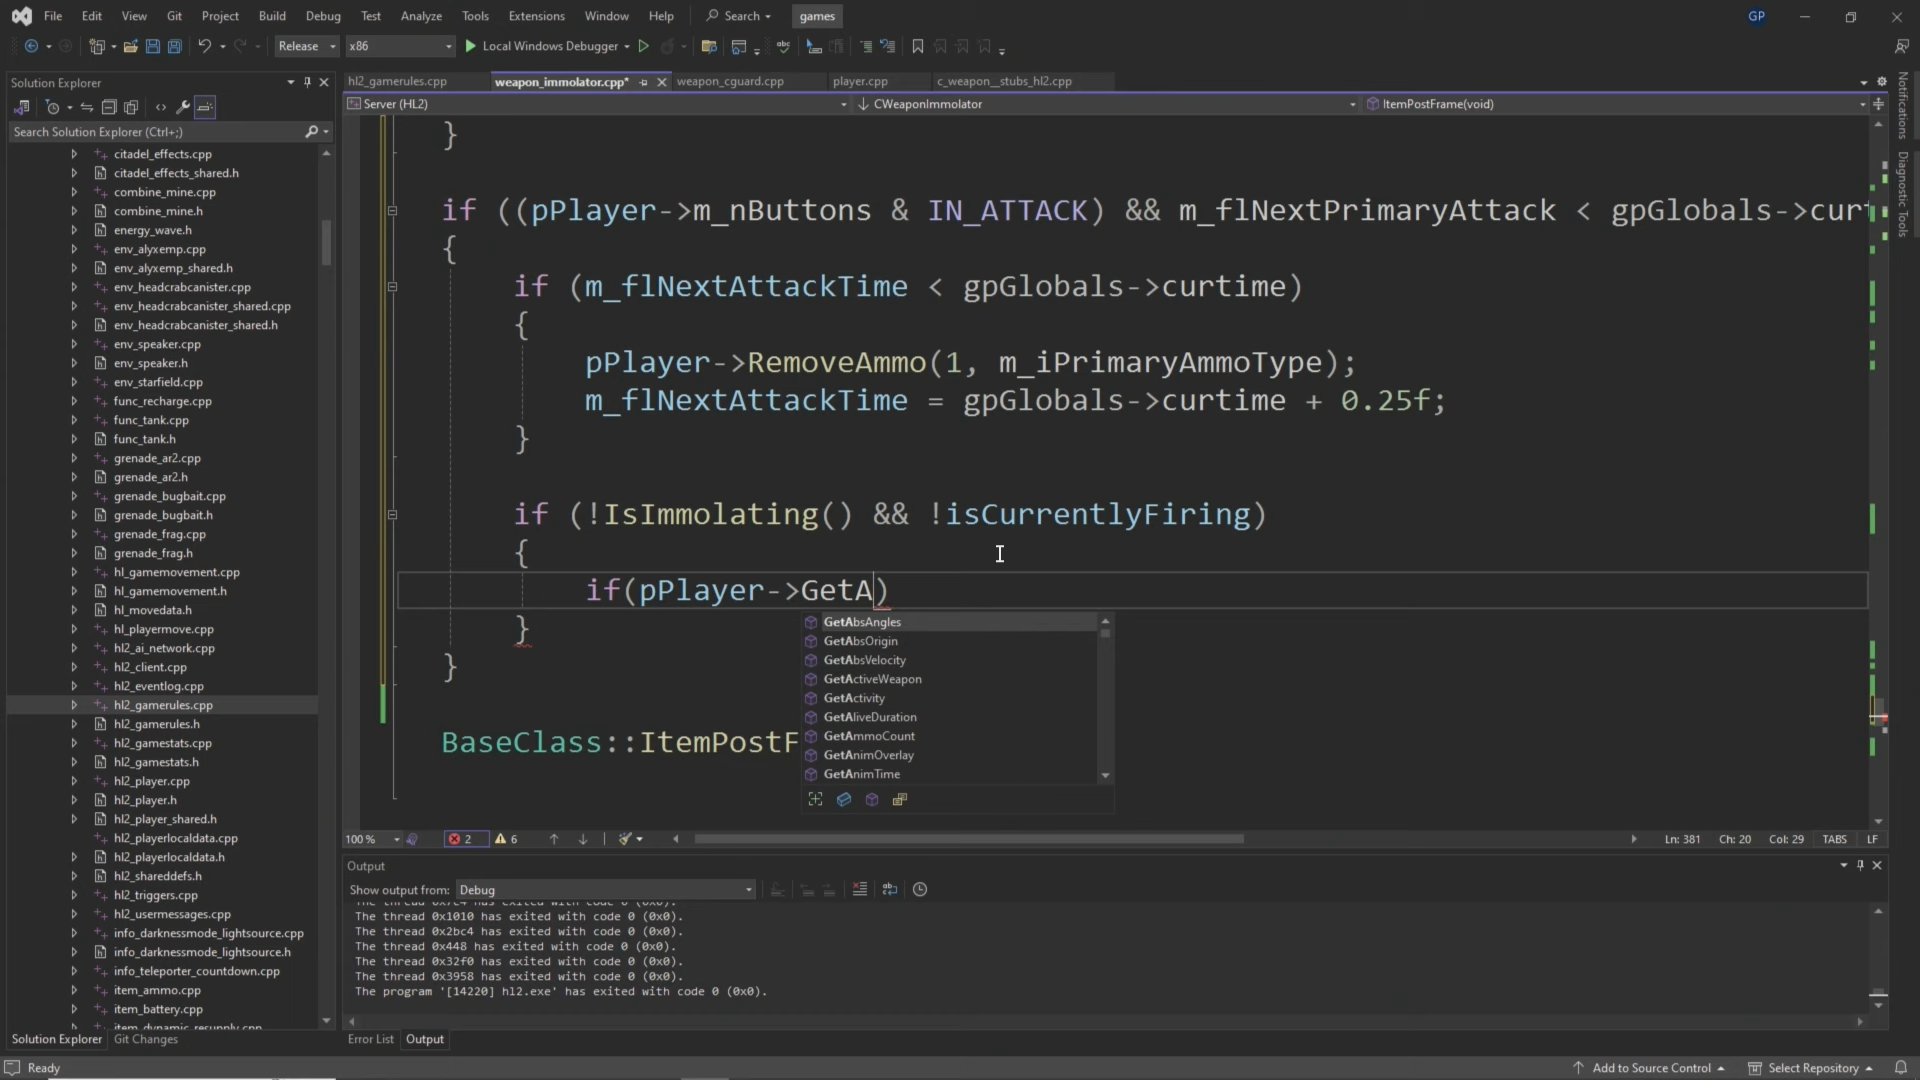 File Edit View Git Project Build Debug Test Analyze Tools Extensions Window Help Search games GP
Release x86 Local Windows Debugger
Solution Explorer
Search Solution Explorer (Ctrl+;)
citadel_effects.cpp
citadel_effects_shared.h
combine_mine.cpp
combine_mine.h
energy_wave.h
env_alyxemp.cpp
env_alyxemp_shared.h
env_headcrabcanister.cpp
env_headcrabcanister_shared.cpp
env_headcrabcanister_shared.h
env_speaker.cpp
env_speaker.h
env_starfield.cpp
func_recharge.cpp
func_tank.cpp
func_tank.h
grenade_ar2.cpp
grenade_ar2.h
grenade_bugbait.cpp
grenade_bugbait.h
grenade_frag.cpp
grenade_frag.h
hl_gamemovement.cpp
hl_gamemovement.h
hl_movedata.h
hl_playermove.cpp
hl2_ai_network.cpp
hl2_client.cpp
hl2_eventlog.cpp
hl2_gamerules.cpp
hl2_gamerules.h
hl2_gamestats.cpp
hl2_gamestats.h
hl2_player.cpp
hl2_player.h
hl2_player_shared.h
hl2_playerlocaldata.cpp
hl2_playerlocaldata.h
hl2_shareddefs.h
hl2_triggers.cpp
hl2_usermessages.cpp
info_darknessmode_lightsource.cpp
info_darknessmode_lightsource.h
info_teleporter_countdown.cpp
item_ammo.cpp
item_battery.cpp
item_dynamic_resupply.cpp
Solution Explorer Git Changes
hl2_gamerules.cpp weapon_immolator.cpp* weapon_cguard.cpp player.cpp c_weapon__stubs_hl2.cpp
Server (HL2) CWeaponImmolator ItemPostFrame(void)
}
if ((pPlayer->m_nButtons & IN_ATTACK) && m_flNextPrimaryAttack < gpGlobals->curt
{
if (m_flNextAttackTime < gpGlobals->curtime)
{
pPlayer->RemoveAmmo(1, m_iPrimaryAmmoType);
m_flNextAttackTime = gpGlobals->curtime + 0.25f;
}
if (!IsImmolating() && !isCurrentlyFiring)
{
if(pPlayer->GetA)
}
}
BaseClass::ItemPostF
GetAbsAngles
GetAbsOrigin
GetAbsVelocity
GetActiveWeapon
GetActivity
GetAliveDuration
GetAmmoCount
GetAnimOverlay
GetAnimTime
100 % 2 6 Ln: 381 Ch: 20 Col: 29 TABS LF
Output
Show output from: Debug
The thread 0x1010 has exited with code 0 (0x0).
The thread 0x2bc4 has exited with code 0 (0x0).
The thread 0x448 has exited with code 0 (0x0).
The thread 0x32f0 has exited with code 0 (0x0).
The thread 0x3958 has exited with code 0 (0x0).
The program '[14220] hl2.exe' has exited with code 0 (0x0).
Error List Output
Notifications
Diagnostic Tools
Ready Add to Source Control Select Repository